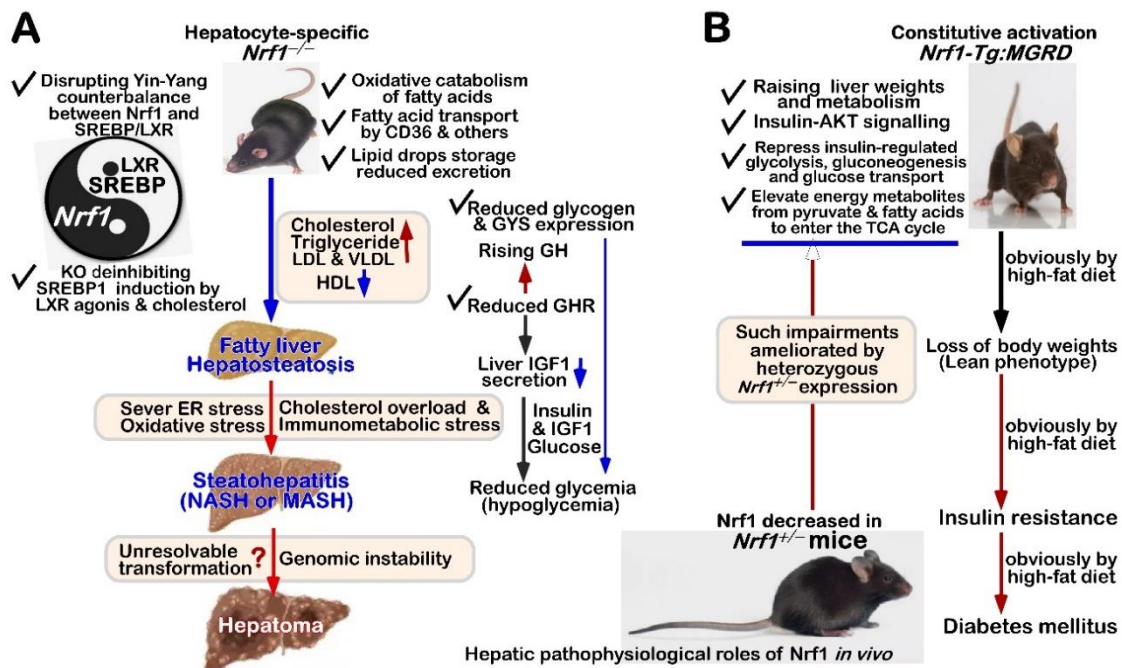 A
Hepatocyte-specific
Nrf1−/−
✓ Disrupting Yin-Yang
counterbalance
between Nrf1 and
SREBP/LXR
LXR
SREBP
Nrf1
✓ KO deinhibiting
SREBP1 induction by
LXR agonis & cholesterol
✓ Oxidative catabolism
of fatty acids
✓ Fatty acid transport
by CD36 & others
✓ Lipid drops storage
reduced excretion
Cholesterol
Triglyceride
LDL & VLDL
HDL
Fatty liver
Hepatosteatosis
Sever ER stress
Oxidative stress
Cholesterol overload &
Immunometabolic stress
Steatohepatitis
(NASH or MASH)
Unresolvable
transformation ?
Genomic instability
Hepatoma
✓ Reduced glycogen
& GYS expression
Rising GH
✓ Reduced GHR
Liver IGF1
secretion
Insulin
& IGF1
Glucose
Reduced glycemia
(hypoglycemia)
B
Constitutive activation
Nrf1-Tg:MGRD
✓ Raising liver weights
and metabolism
✓ Insulin-AKT signalling
✓ Repress insulin-regulated
glycolysis, gluconeogenesis
and glucose transport
✓ Elevate energy metabolites
from pyruvate & fatty acids
to enter the TCA cycle
obviously by
high-fat diet
Such impairments
ameliorated by
heterozygous
Nrf1+/− expression
Loss of body weights
(Lean phenotype)
obviously by
high-fat diet
Insulin resistance
obviously by
high-fat diet
Diabetes mellitus
Nrf1 decreased in
Nrf1+/− mice
Hepatic pathophysiological roles of Nrf1 in vivo